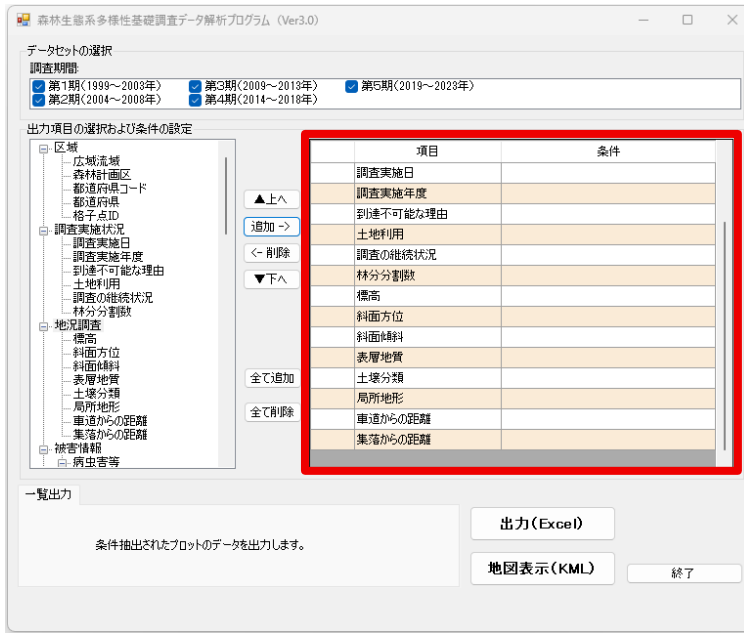 森林生態系多様性基礎調査データ解析プログラム (Ver3.0)
データセットの選択
調査期間:
第1期(1999～2003年)
第3期(2009～2013年)
第5期(2019～2023年)
第2期(2004～2008年)
第4期(2014～2018年)
出力項目の選択および条件の設定
区域
広域流域
森林計画区
都道府県コード
都道府県
格子点ID
調査実施状況
調査実施日
調査実施年度
到達不可能な理由
土地利用
調査の継続状況
林分分割数
地況調査
標高
斜面方位
斜面傾斜
表層地質
土壌分類
局所地形
車道からの距離
集落からの距離
被害情報
病虫害等
▲上へ
追加 ->
<- 削除
▼下へ
全て追加
全て削除
項目 条件
調査実施日
調査実施年度
到達不可能な理由
土地利用
調査の継続状況
林分分割数
標高
斜面方位
斜面傾斜
表層地質
土壌分類
局所地形
車道からの距離
集落からの距離
一覧出力
条件抽出されたプロットのデータを出力します。
出力(Excel)
地図表示(KML)
終了